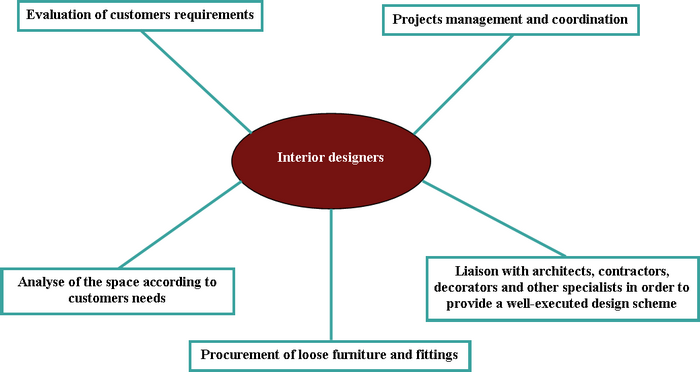 Evaluation of customers requirements
Projects management and coordination
Interior designers
Analyse of the space according to
customers needs
Liaison with architects, contractors,
decorators and other specialists in order to
provide a well-executed design scheme
Procurement of loose furniture and fittings